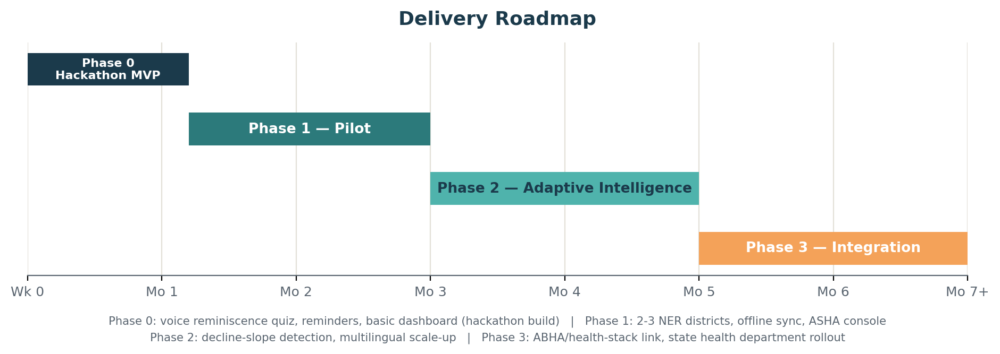 Delivery Roadmap
Phase 0
Hackathon MVP
Phase 1 — Pilot
Phase 2 — Adaptive Intelligence
Phase 3 — Integration
Wk 0 Mo 1 Mo 2 Mo 3 Mo 4 Mo 5 Mo 6 Mo 7+
Phase 0: voice reminiscence quiz, reminders, basic dashboard (hackathon build) | Phase 1: 2-3 NER districts, offline sync, ASHA console
Phase 2: decline-slope detection, multilingual scale-up | Phase 3: ABHA/health-stack link, state health department rollout